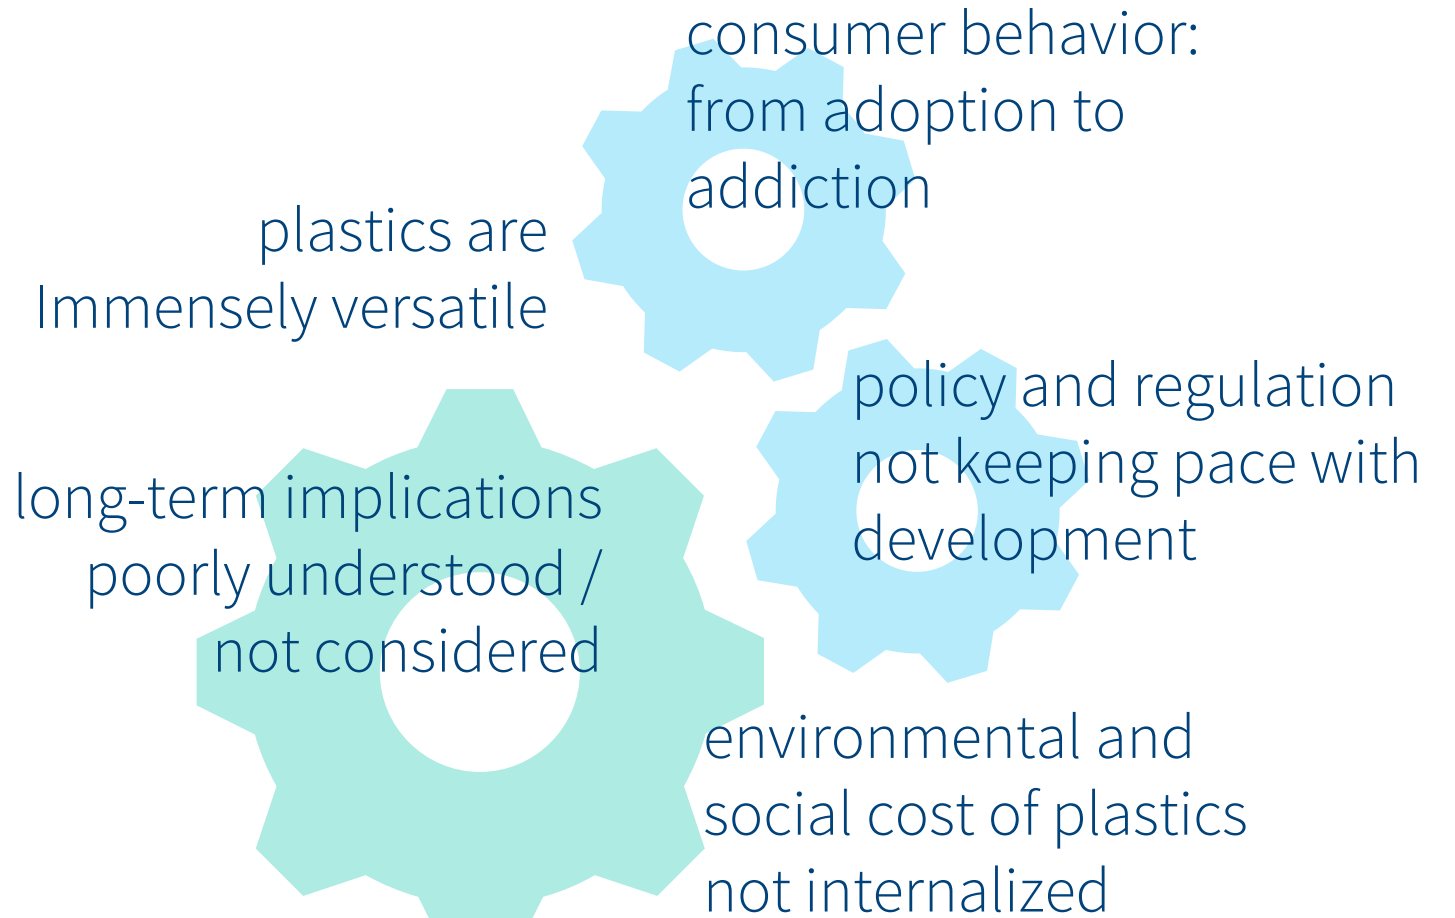 consumer behavior:
from adoption to
addiction
plastics are
Immensely versatile
policy and regulation
not keeping pace with
development
long-term implications
poorly understood /
not considered
environmental and
social cost of plastics
not internalized